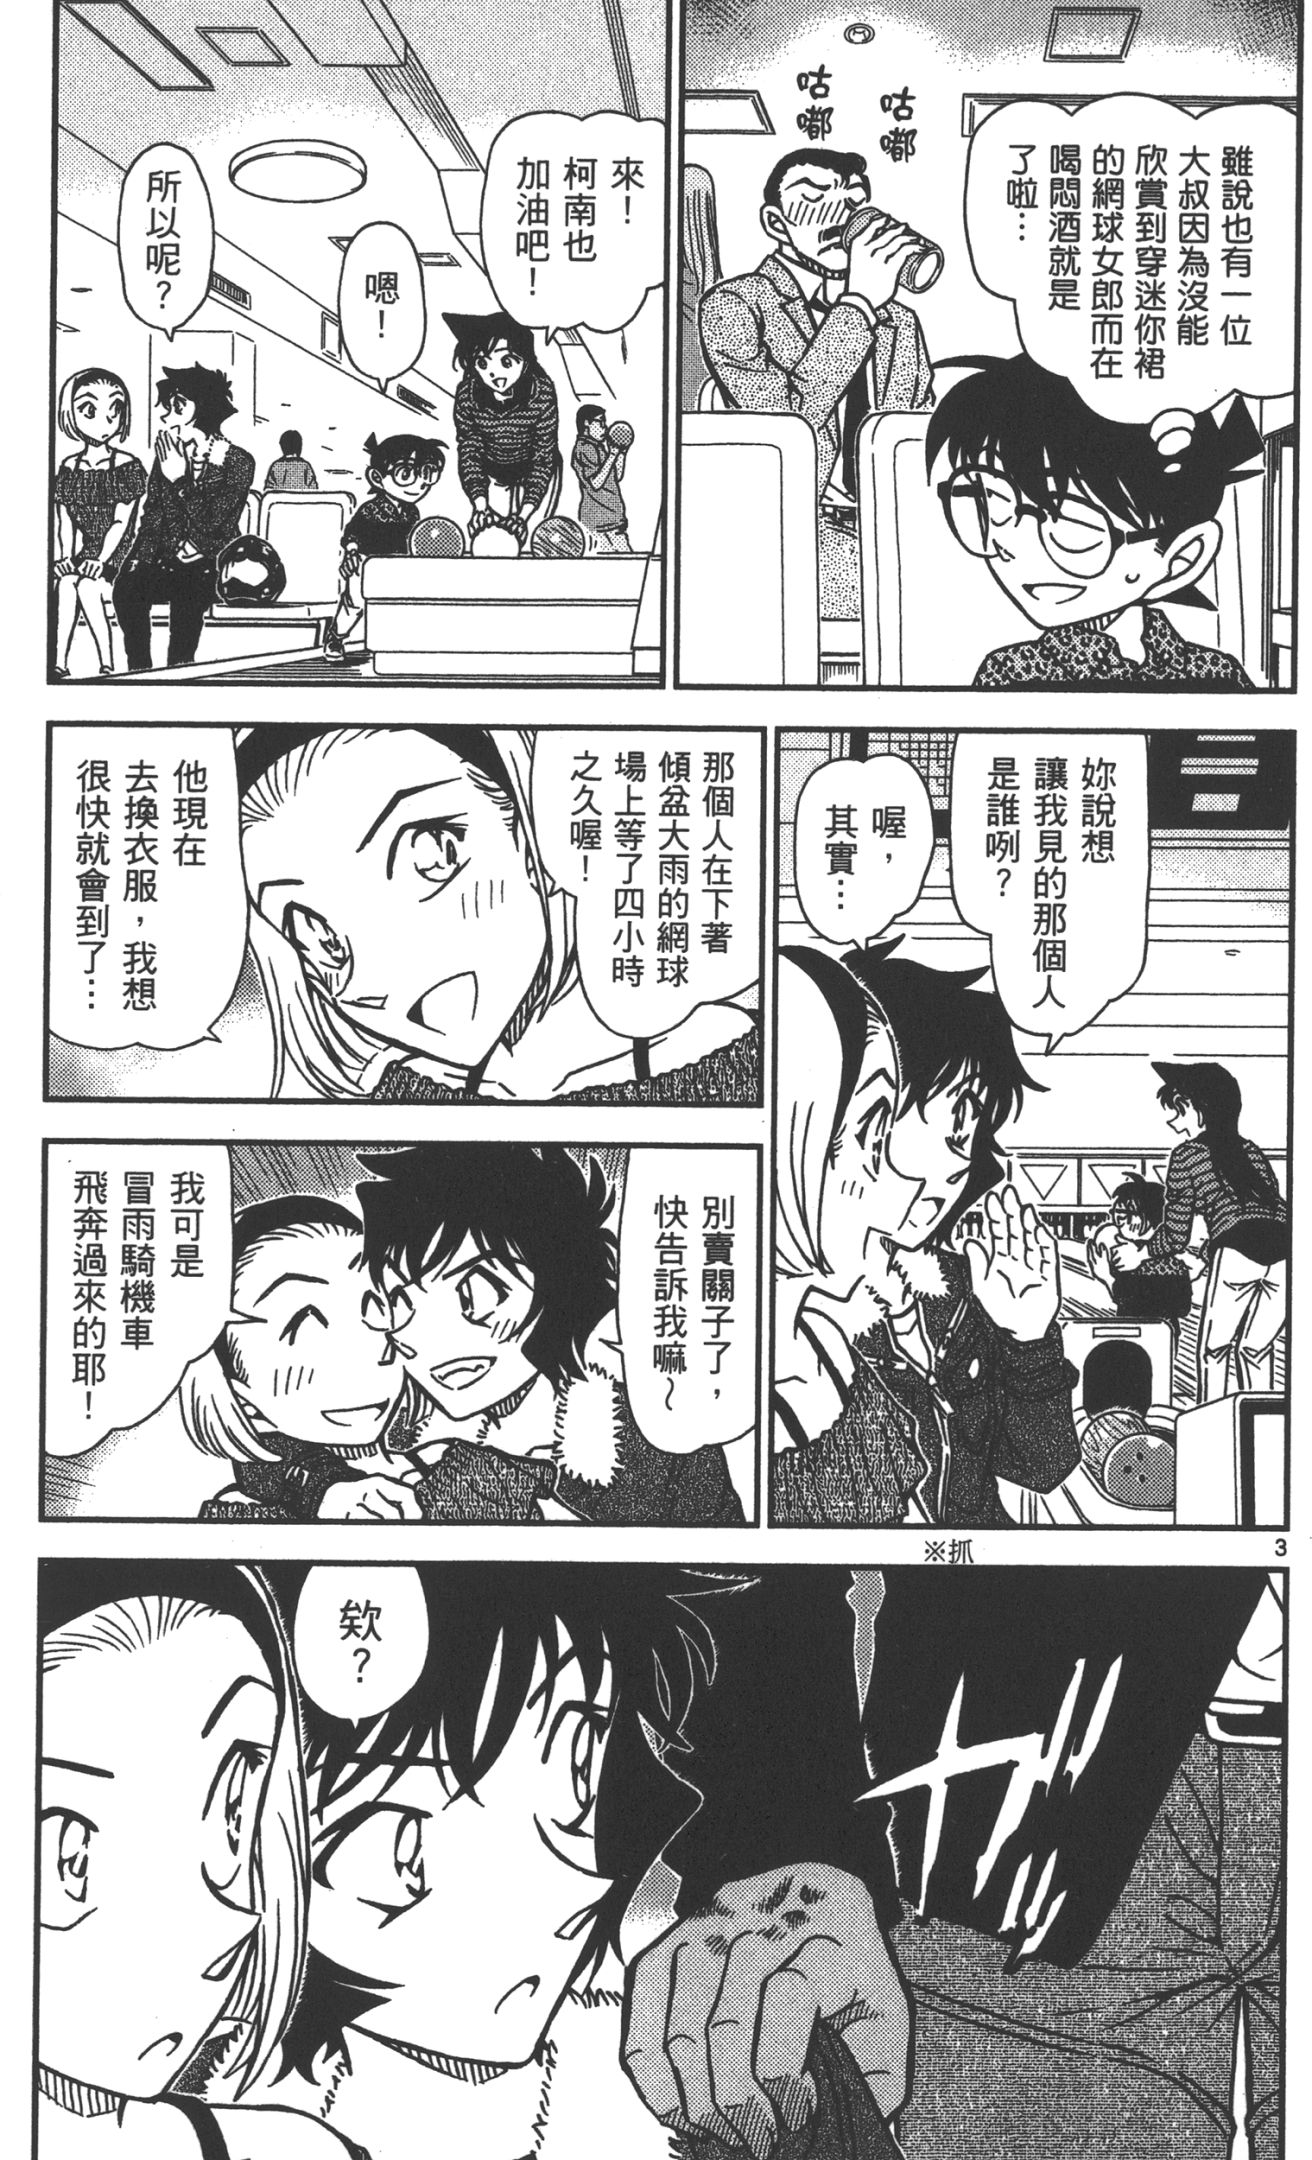 雖說也有一位
大叔因為沒能
欣賞到穿迷你裙
的網球女郎而在
喝悶酒就是
了啦…
咕嘟
咕嘟
來！
柯南也
加油吧！
嗯！
所以呢？
妳說想
讓我見的那個人
是誰咧？
喔，
其實…
那個人在下著
傾盆大雨的網球
場上等了四小時
之久喔！
他現在
去換衣服，我想
很快就會到了…
別賣關子了，
快告訴我嘛～
我可是
冒雨騎機車
飛奔過來的耶！
3
※抓
ガッ
欸？